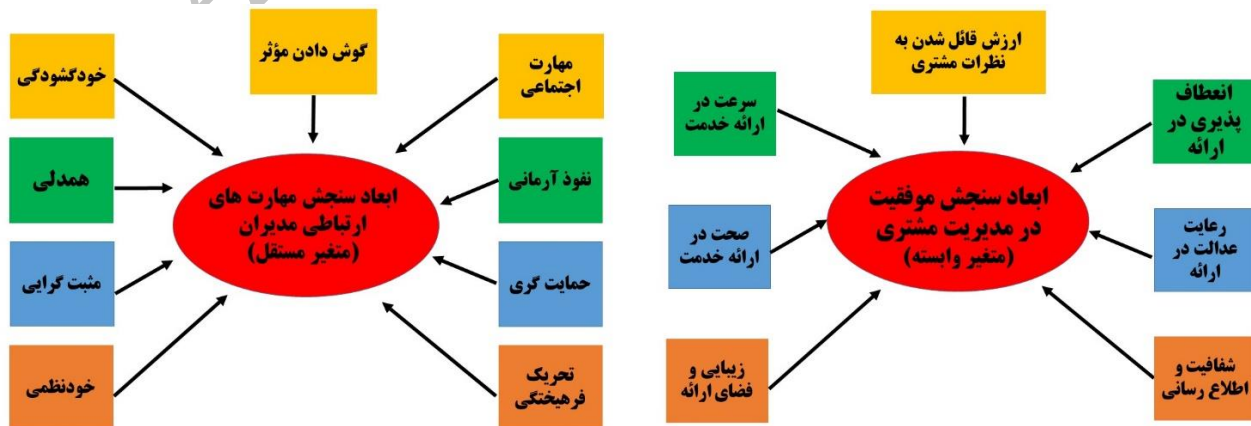 ارزش قائل شدن به
نظرات مشتری
انعطاف
پذیری در
ارائه
سرعت در
ارائه خدمت
ابعاد سنجش موفقیت
در مدیریت مشتری
(متغیر وابسته)
رعایت
عدالت در
ارائه
صحت در
ارائه خدمت
شفافیت و
اطلاع رسانی
زیبایی و
فضای ارائه
مهارت
اجتماعی
گوش دادن مؤثر
خودگشودگی
نفوذ آرمانی
همدلی
ابعاد سنجش مهارت های
ارتباطی مدیران
(متغیر مستقل)
حمایت گری
مثبت گرایی
تحریک
فرهیختگی
خودنظمی